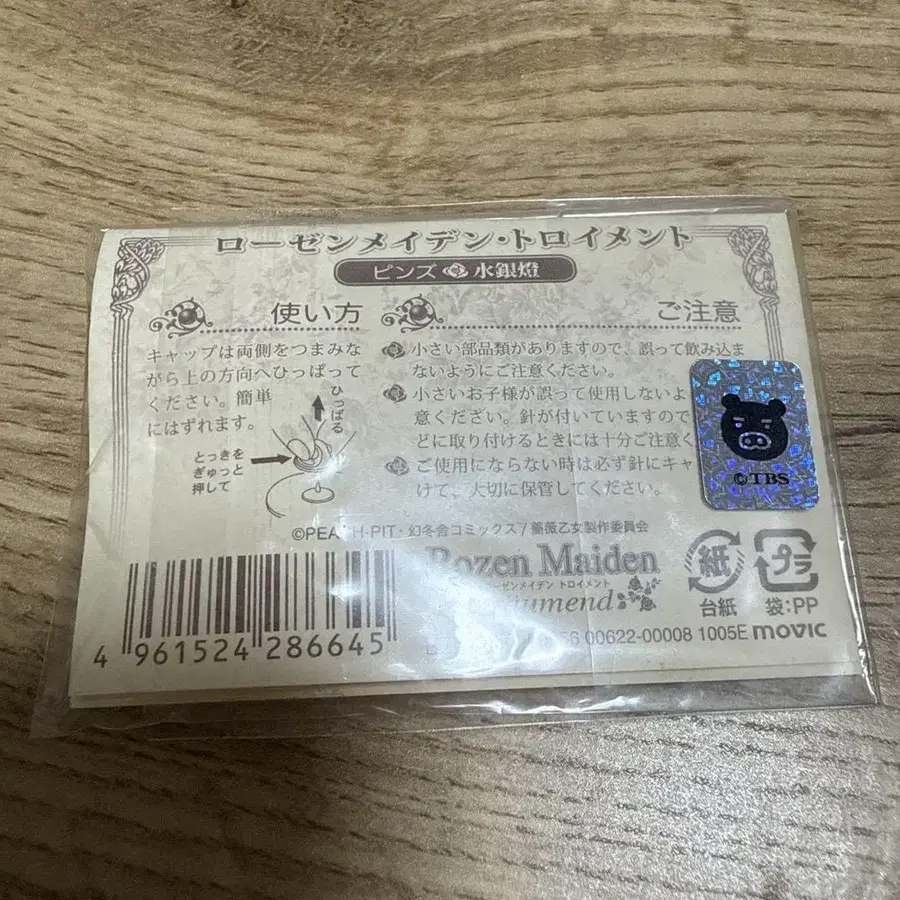 ローゼンメイデン・トロイメント
ピンズ 水銀燈
使い方
キャップは両側をつまみな
がら上の方向へひっぱって
ください。簡単
にはずれます。
ひっぱる
とっきを
ぎゅっと
押して
ご注意
小さい部品類がありますので、誤って飲み込ま
ないようにご注意ください。
小さいお子様が誤って使用しないよ
意ください。針が付いていますので
どに取り付けるときには十分ご注意く
ご使用にならない時は必ず針にキャ
けて、大切に保管してください。
©TBS
©PEACH-PIT・幻冬舎コミックス/薔薇乙女製作委員会
Rozen Maiden
ーゼンメイデン トロイメント
umend
紙
台紙
プラ
袋:PP
4 961524 286645
00622-00008 1005E movic